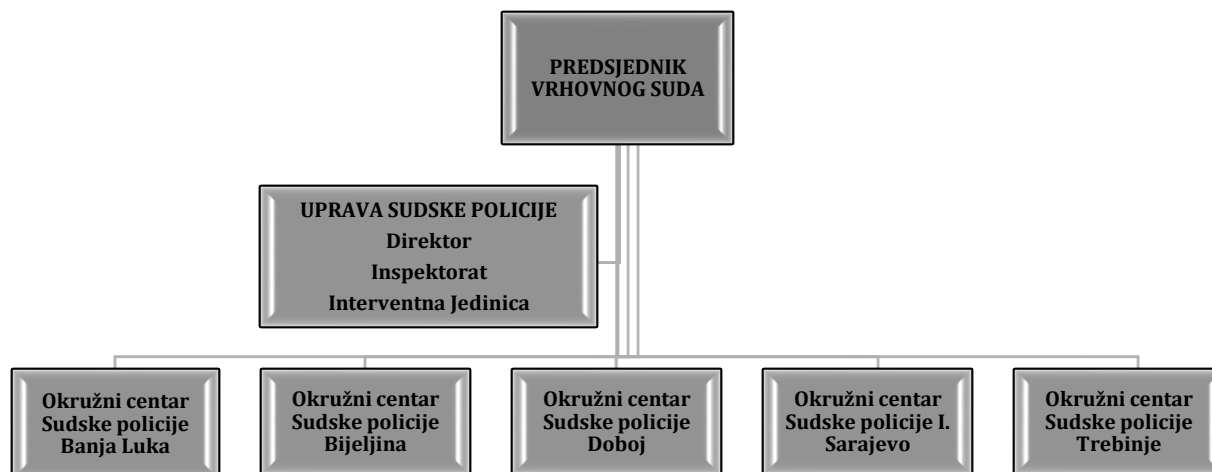 PREDSJEDNIK
VRHOVNOG SUDA
UPRAVA SUDSKE POLICIJE
Direktor
Inspektorat
Interventna Jedinica
Okružni centar
Sudske policije
Banja Luka
Okružni centar
Sudske policije
Bijeljina
Okružni centar
Sudske policije
Doboj
Okružni centar
Sudske policije I.
Sarajevo
Okružni centar
Sudske policije
Trebinje